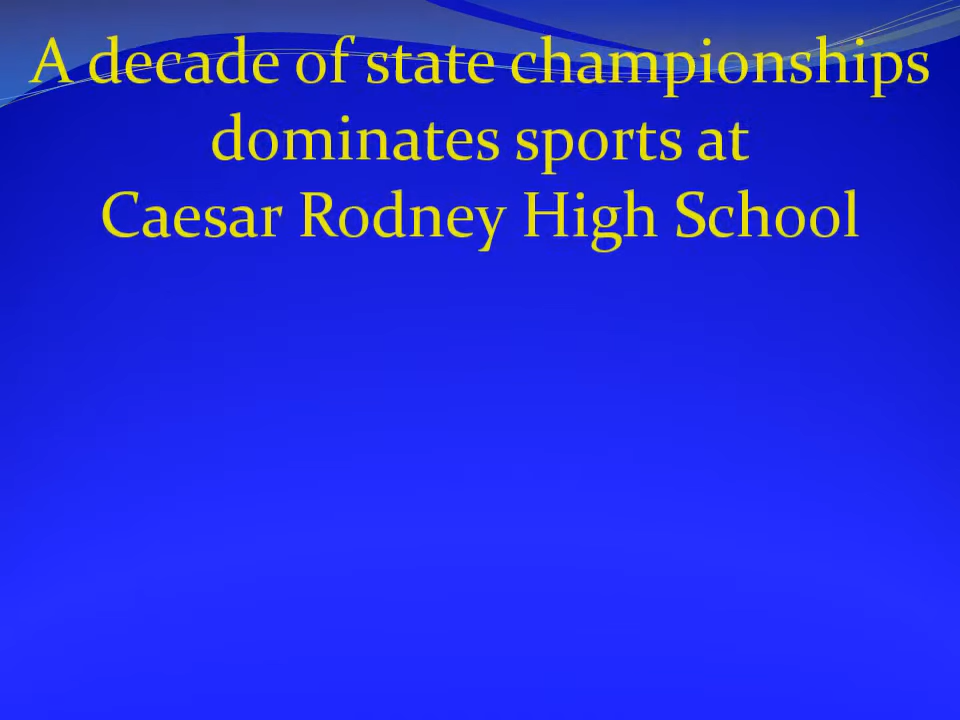 A decade of state championships
dominates sports at
Caesar Rodney High School